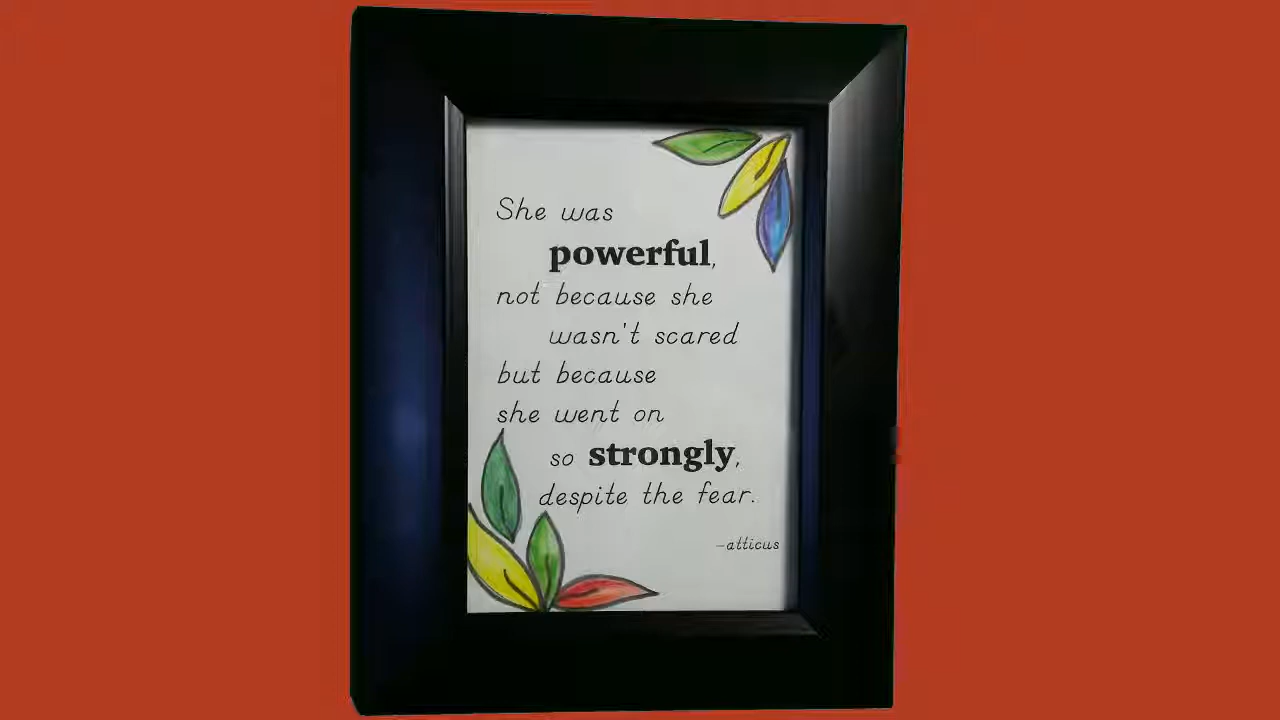 She was
powerful,
not because she
wasn't scared
but because
she went on
so strongly,
despite the fear.
-atticus